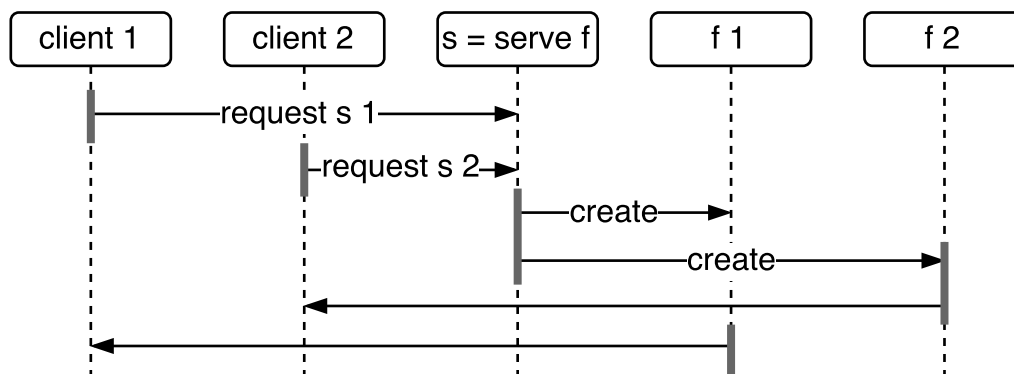 client 1
client 2
s = serve f
f 1
f 2
request s 1
request s 2
create
create